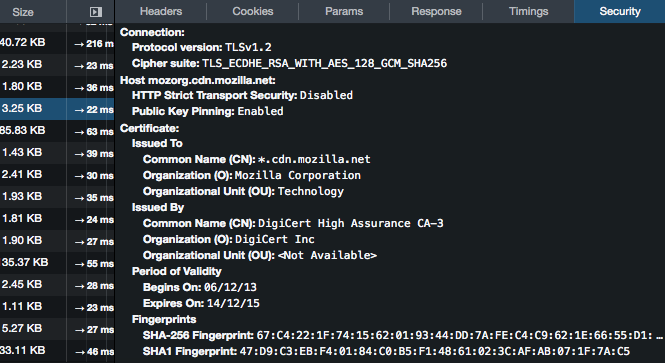 Size Headers Cookies Params Response Timings Security
40.72 KB → 216 m
2.23 KB → 23 ms
1.80 KB → 36 ms
3.25 KB → 22 ms
85.83 KB → 63 ms
1.43 KB → 39 ms
2.41 KB → 30 ms
1.93 KB → 35 ms
1.81 KB → 24 ms
1.90 KB → 27 ms
35.37 KB → 55 ms
2.45 KB → 28 ms
1.11 KB → 23 ms
5.27 KB → 27 ms
33.11 KB → 46 ms
Connection:
Protocol version: TLSv1.2
Cipher suite: TLS_ECDHE_RSA_WITH_AES_128_GCM_SHA256
Host mozorg.cdn.mozilla.net:
HTTP Strict Transport Security: Disabled
Public Key Pinning: Enabled
Certificate:
Issued To
Common Name (CN): *.cdn.mozilla.net
Organization (O): Mozilla Corporation
Organizational Unit (OU): Technology
Issued By
Common Name (CN): DigiCert High Assurance CA-3
Organization (O): DigiCert Inc
Organizational Unit (OU): <Not Available>
Period of Validity
Begins On: 06/12/13
Expires On: 14/12/15
Fingerprints
SHA-256 Fingerprint: 67:C4:22:1F:74:15:62:01:93:44:DD:7A:FE:C4:C9:62:1E:66:55:D1: …
SHA1 Fingerprint: 47:D9:C3:EB:F4:01:84:C0:B5:F1:48:61:02:3C:AF:AB:07:1F:7A:C5